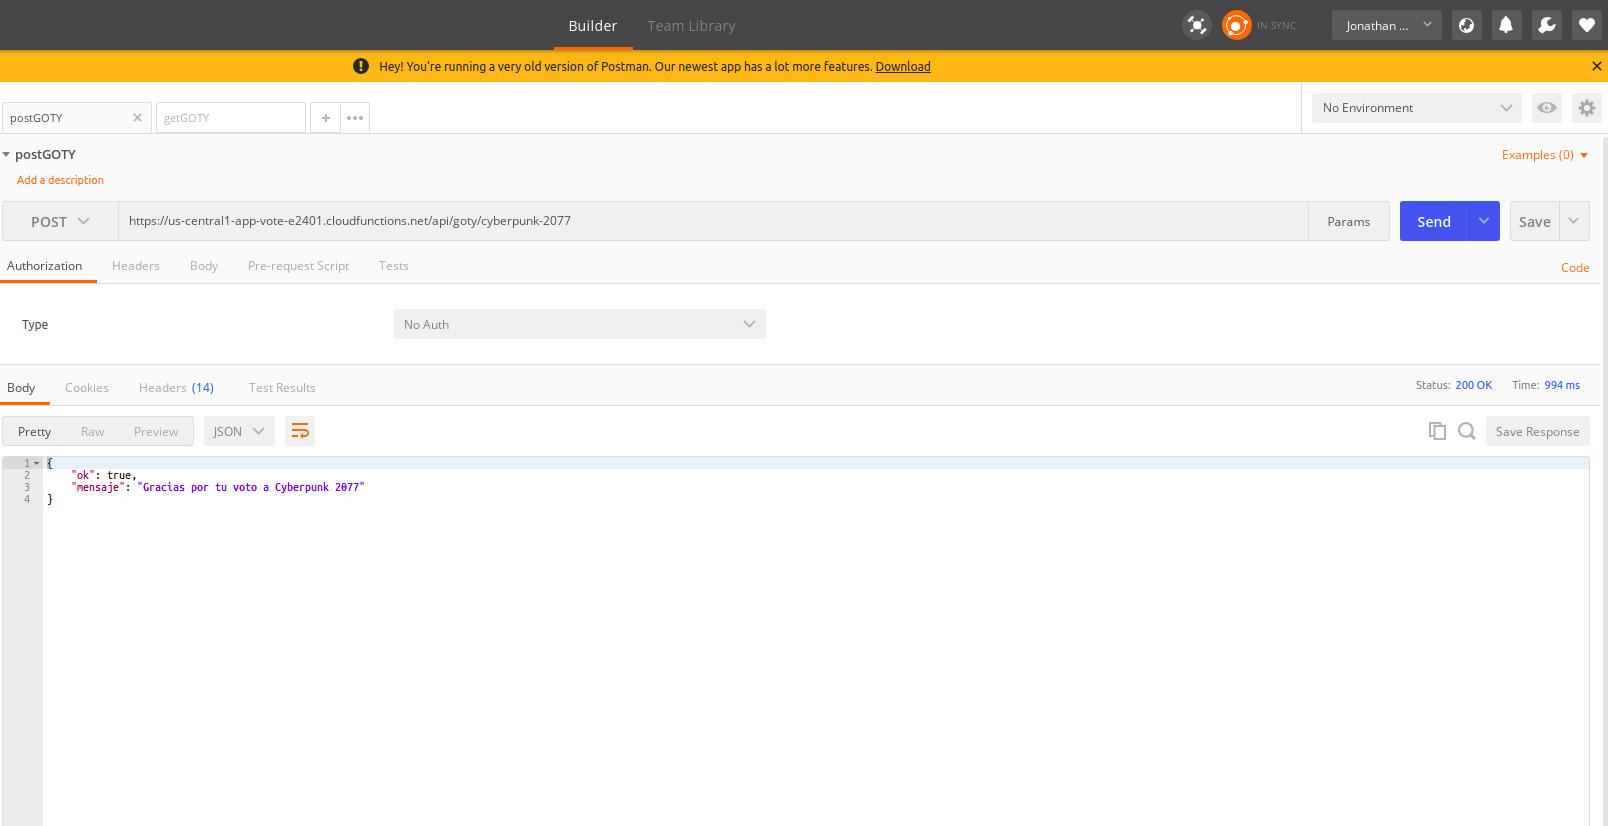 Builder Team Library
IN SYNC
Jonathan ...
Hey! You're running a very old version of Postman. Our newest app has a lot more features. Download
postGOTY
getGOTY
No Environment
postGOTY
Examples (0)
Add a description
POST
https://us-central1-app-vote-e2401.cloudfunctions.net/api/goty/cyberpunk-2077
Params
Send
Save
Authorization Headers Body Pre-request Script Tests
Code
Type
No Auth
Body Cookies Headers (14) Test Results
Status: 200 OK Time: 994 ms
Pretty Raw Preview
JSON
Save Response
1 {
2 "ok": true,
3 "mensaje": "Gracias por tu voto a Cyberpunk 2077"
4 }